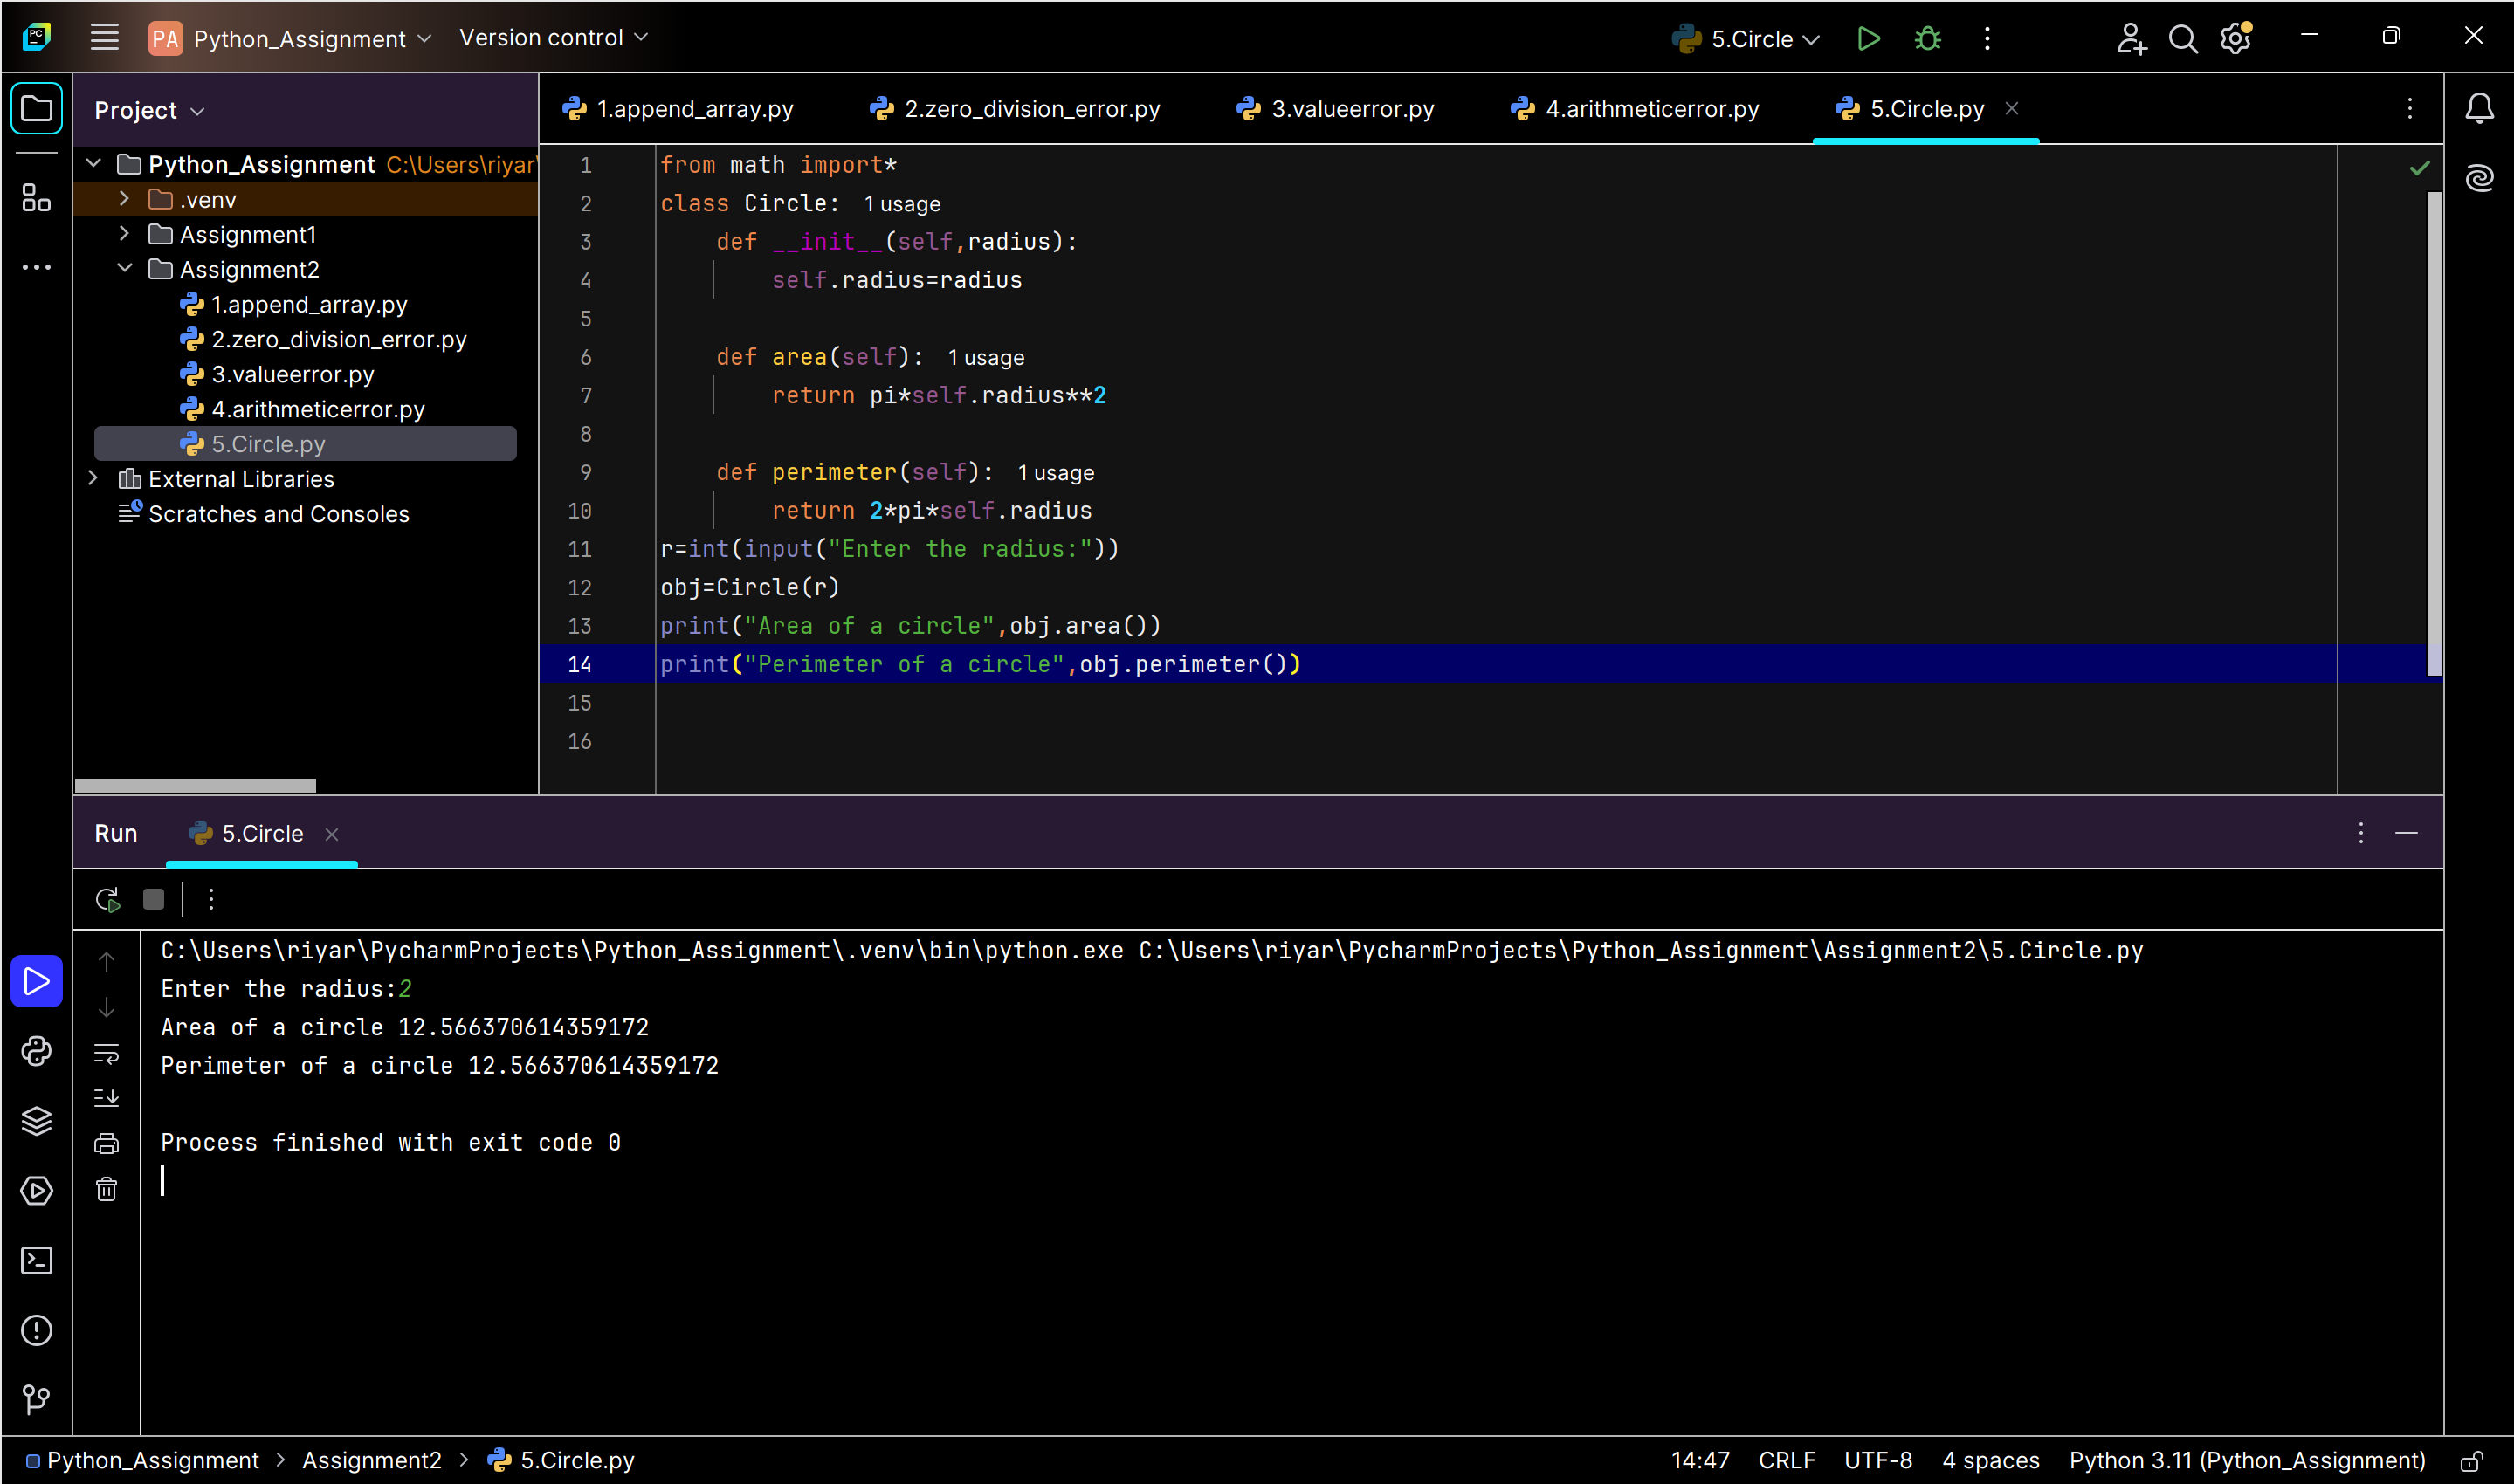 PC
PA Python_Assignment Version control 5.Circle
Project
Python_Assignment C:\Users\riyar\
.venv
Assignment1
Assignment2
1.append_array.py
2.zero_division_error.py
3.valueerror.py
4.arithmeticerror.py
5.Circle.py
External Libraries
Scratches and Consoles
1.append_array.py 2.zero_division_error.py 3.valueerror.py 4.arithmeticerror.py 5.Circle.py
1 from math import*
2 class Circle: 1 usage
3 def __init__(self,radius):
4 self.radius=radius
5
6 def area(self): 1 usage
7 return pi*self.radius**2
8
9 def perimeter(self): 1 usage
10 return 2*pi*self.radius
11 r=int(input("Enter the radius:"))
12 obj=Circle(r)
13 print("Area of a circle",obj.area())
14 print("Perimeter of a circle",obj.perimeter())
15
16
Run 5.Circle
C:\Users\riyar\PycharmProjects\Python_Assignment\.venv\bin\python.exe C:\Users\riyar\PycharmProjects\Python_Assignment\Assignment2\5.Circle.py
Enter the radius:2
Area of a circle 12.566370614359172
Perimeter of a circle 12.566370614359172
Process finished with exit code 0
Python_Assignment > Assignment2 > 5.Circle.py 14:47 CRLF UTF-8 4 spaces Python 3.11 (Python_Assignment)